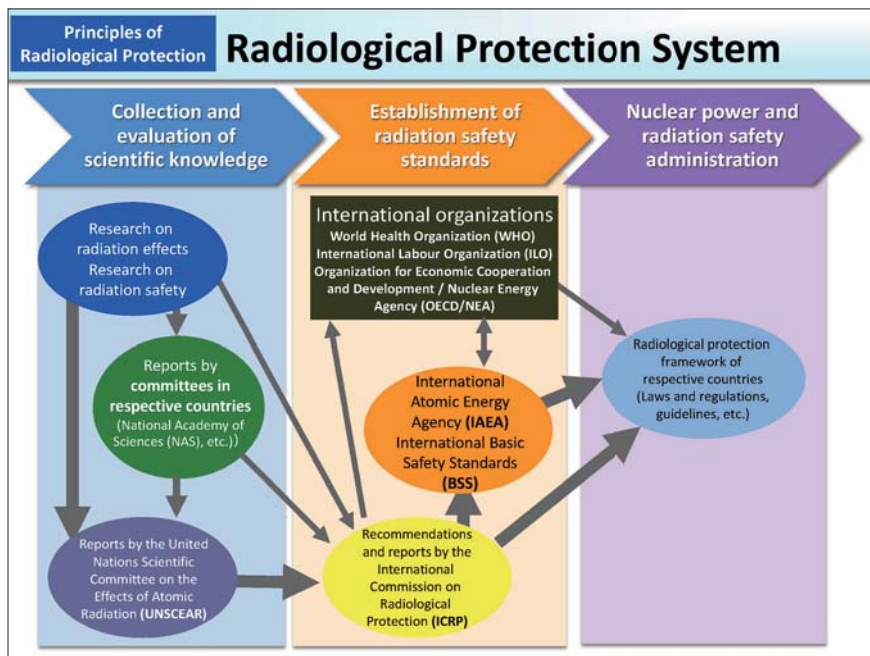 Principles of
Radiological Protection
Radiological Protection System
Collection and
evaluation of
scientific knowledge
Establishment of
radiation safety
standards
Nuclear power and
radiation safety
administration
Research on
radiation effects
Research on
radiation safety
Reports by
committees in
respective countries
(National Academy of
Sciences (NAS), etc.))
Reports by the United
Nations Scientific
Committee on the
Effects of Atomic
Radiation (UNSCEAR)
International organizations
World Health Organization (WHO)
International Labour Organization (ILO)
Organization for Economic Cooperation
and Development / Nuclear Energy
Agency (OECD/NEA)
International
Atomic Energy
Agency (IAEA)
International Basic
Safety Standards
(BSS)
Recommendations
and reports by the
International
Commission on
Radiological
Protection (ICRP)
Radiological protection
framework of
respective countries
(Laws and regulations,
guidelines, etc.)